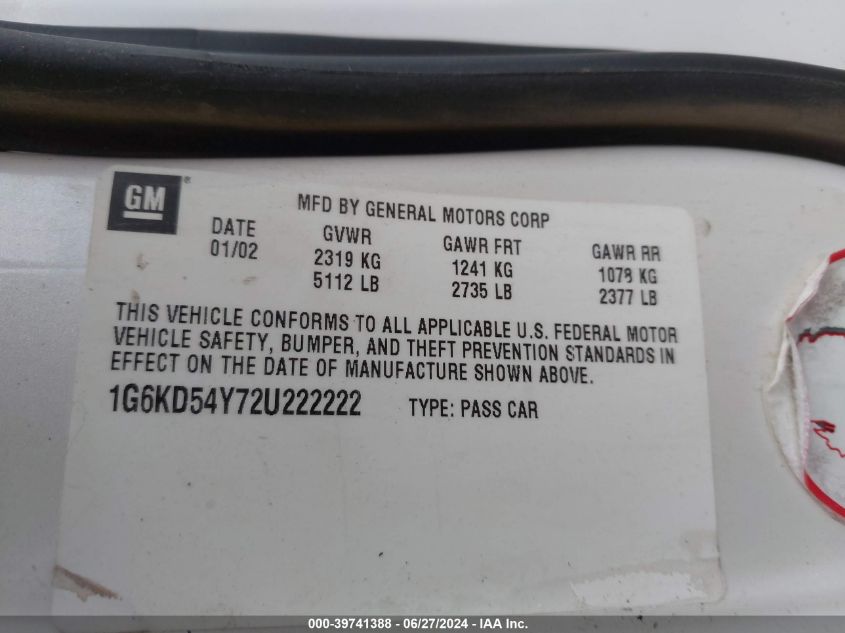 GM®
MFD BY GENERAL MOTORS CORP
DATE GVWR GAWR FRT GAWR RR
01/02 2319 KG 1241 KG 1078 KG
5112 LB 2735 LB 2377 LB
THIS VEHICLE CONFORMS TO ALL APPLICABLE U.S. FEDERAL MOTOR
VEHICLE SAFETY, BUMPER, AND THEFT PREVENTION STANDARDS IN
EFFECT ON THE DATE OF MANUFACTURE SHOWN ABOVE.
1G6KD54Y72U222222 TYPE: PASS CAR
000-39741388 - 06/27/2024 - IAA Inc.